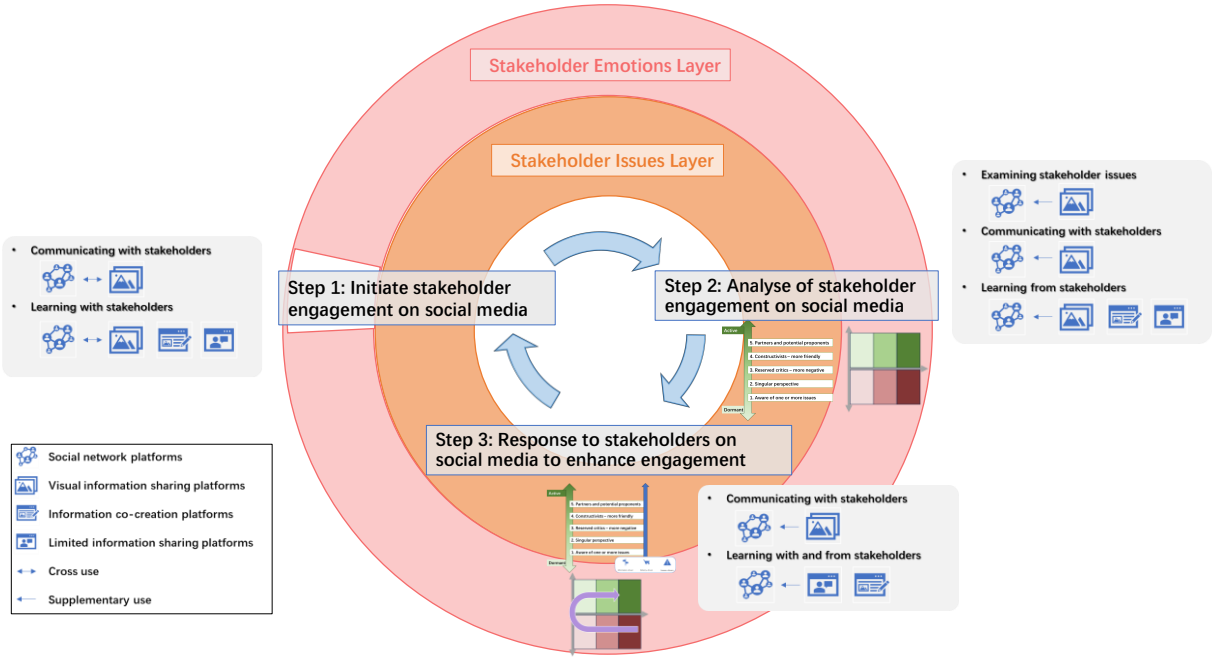 Stakeholder Emotions Layer
Stakeholder Issues Layer
• Communicating with stakeholders
• Learning with stakeholders
Step 1: Initiate stakeholder
engagement on social media
Step 2: Analyse of stakeholder
engagement on social media
• Examining stakeholder issues
• Communicating with stakeholders
• Learning from stakeholders
Active
5. Partners and potential proponents
4. Constructivists – more friendly
3. Reserved critics – more negative
2. Singular perspective
1. Aware of one or more issues
Dormant
Step 3: Response to stakeholders on
social media to enhance engagement
Active
5. Partners and potential proponents
4. Constructivists – more friendly
3. Reserved critics – more negative
2. Singular perspective
1. Aware of one or more issues
Dormant
• Communicating with stakeholders
• Learning with and from stakeholders
Social network platforms
Visual information sharing platforms
Information co-creation platforms
Limited information sharing platforms
Cross use
Supplementary use